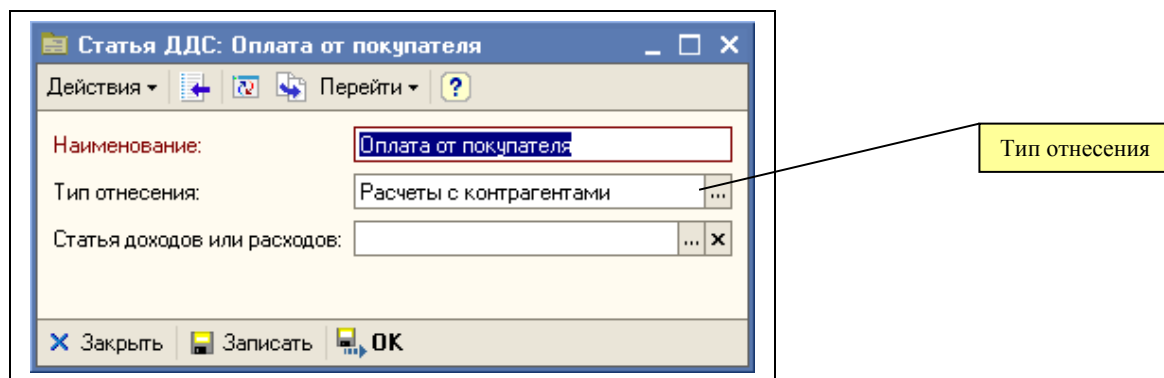 Статья ДДС: Оплата от покупателя
Действия Перейти ?
Наименование: Оплата от покупателя
Тип отнесения: Расчеты с контрагентами ...
Статья доходов или расходов: ... x
Закрыть Записать OK
Тип отнесения